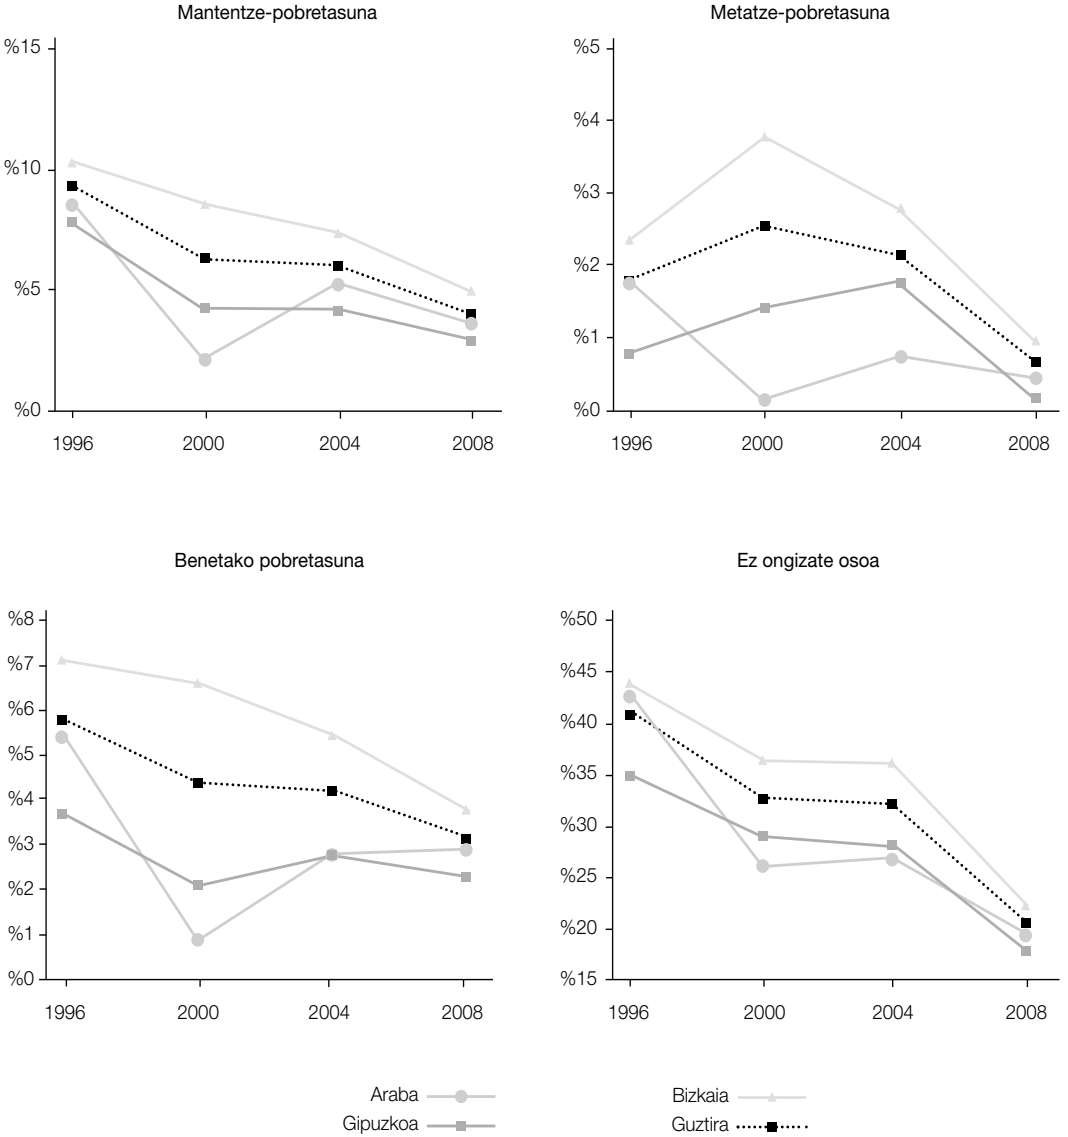 Mantentze-pobretasuna
%15
%10
%5
%0
1996 2000 2004 2008
Metatze-pobretasuna
%5
%4
%3
%2
%1
%0
1996 2000 2004 2008
Benetako pobretasuna
%8
%7
%6
%5
%4
%3
%2
%1
%0
1996 2000 2004 2008
Ez ongizate osoa
%50
%45
%40
%35
%30
%25
%20
%15
1996 2000 2004 2008
Araba
Gipuzkoa
Bizkaia
Guztira